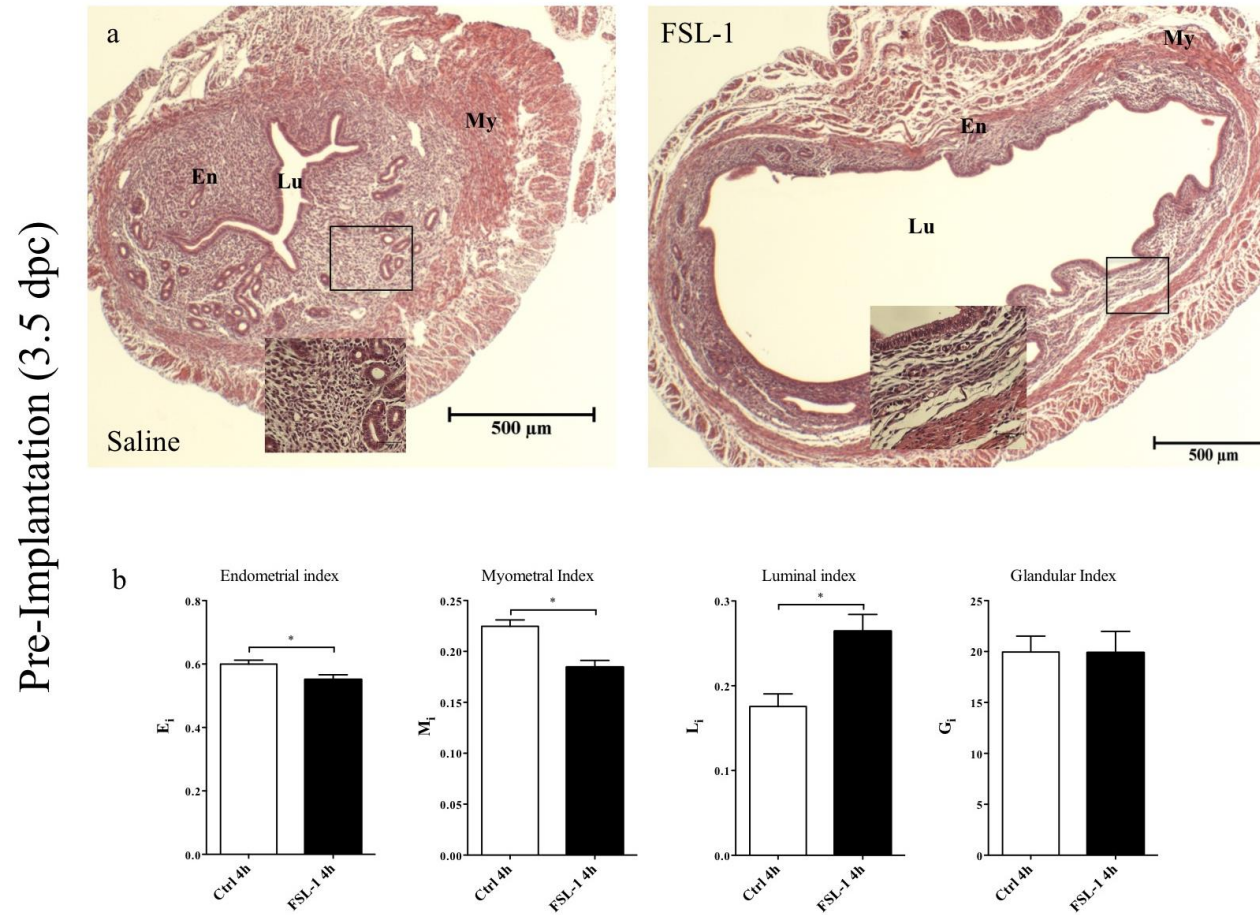 Pre-Implantation (3.5 dpc)
a
En
Lu
My
Saline
500 µm
FSL-1
My
En
Lu
500 µm
b
Endometrial index
*
0.8
0.6
0.4
0.2
0.0
Ei
Ctrl 4h
FSL-1 4h
Myometral Index
*
0.25
0.20
0.15
0.10
0.05
0.00
Mi
Ctrl 4h
FSL-1 4h
Luminal index
*
0.3
0.2
0.1
0.0
Li
Ctrl 4h
FSL-1 4h
Glandular Index
25
20
15
10
5
0
Gi
Ctrl 4h
FSL-1 4h